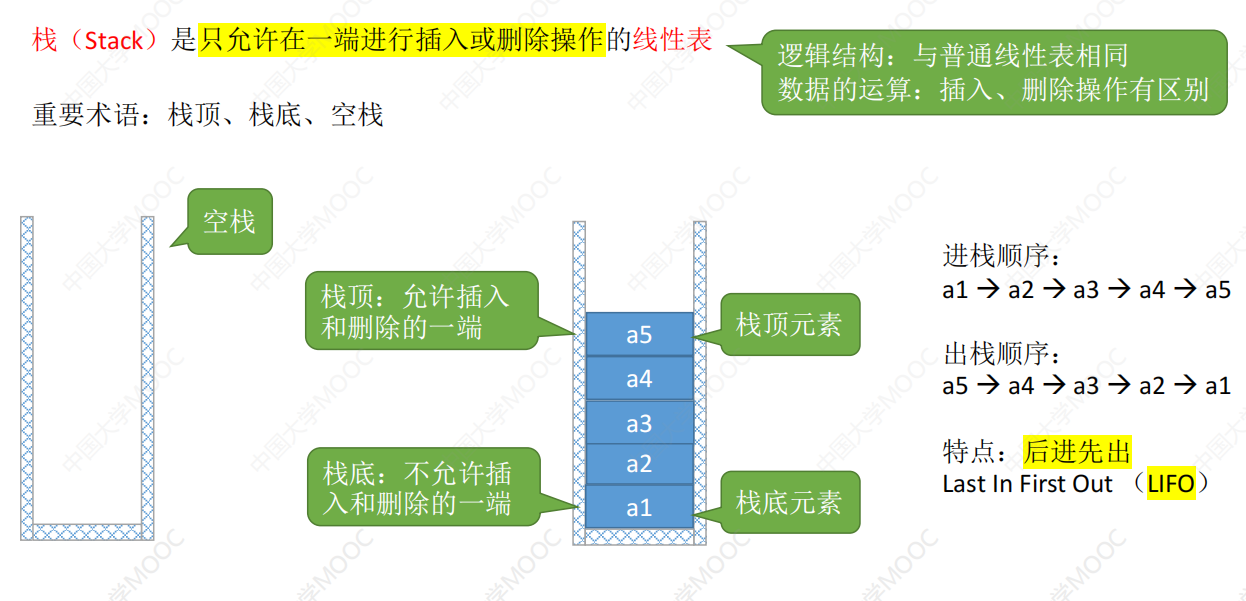 栈（Stack）是只允许在一端进行插入或删除操作的线性表
逻辑结构：与普通线性表相同
数据的运算：插入、删除操作有区别
重要术语：栈顶、栈底、空栈
空栈
栈顶：允许插入
和删除的一端
栈底：不允许插
入和删除的一端
a5
a4
a3
a2
a1
栈顶元素
栈底元素
进栈顺序：
a1 → a2 → a3 → a4 → a5
出栈顺序：
a5 → a4 → a3 → a2 → a1
特点：后进先出
Last In First Out （LIFO）
中国大学MOOC